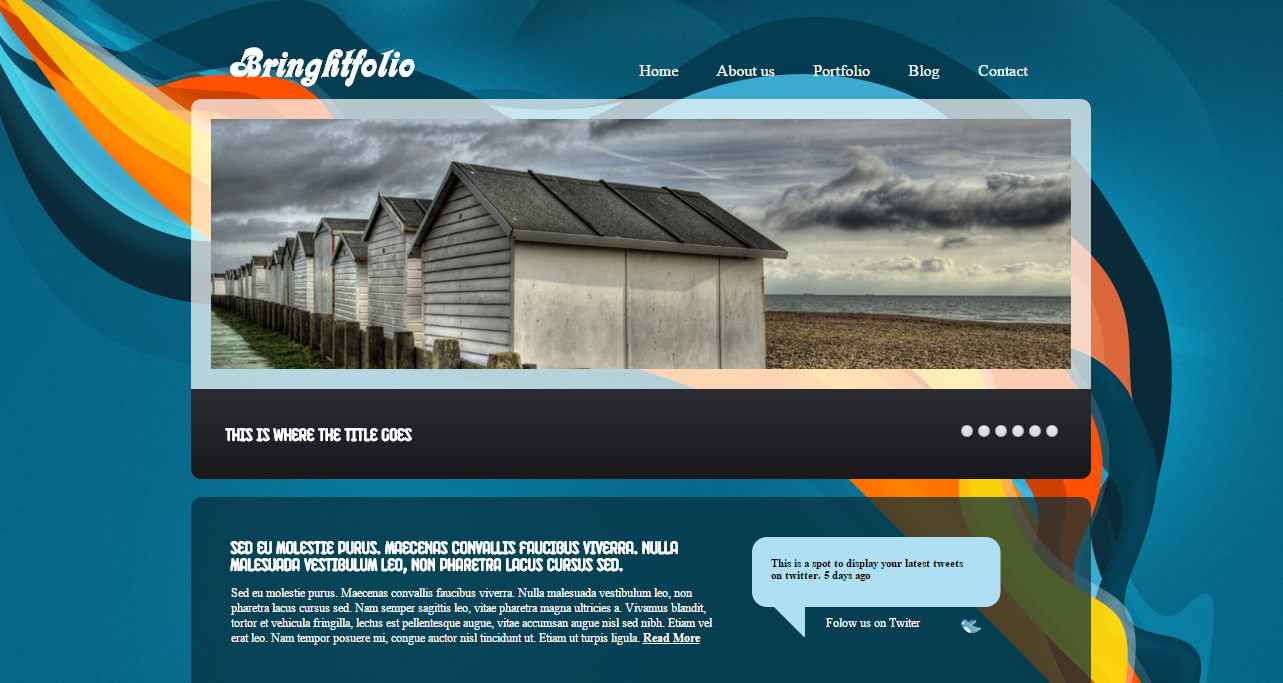 Bringhtfolio
Home About us Portfolio Blog Contact
THIS IS WHERE THE TITLE GOES
SED EU MOLESTIE PURUS. MAECENAS CONVALLIS FAUCIBUS VIVERRA. NULLA
MALESUADA VESTIBULUM LEO, NON PHARETRA LACUS CURSUS SED.
Sed eu molestie purus. Maecenas convallis faucibus viverra. Nulla malesuada vestibulum leo, non
pharetra lacus cursus sed. Nam semper sagittis leo, vitae pharetra magna ultricies a. Vivamus blandit,
tortor et vehicula fringilla, lectus est pellentesque augue, vitae accumsan augue nisl sed nibh. Etiam vel
erat leo. Nam tempor posuere mi, congue auctor nisl tincidunt ut. Etiam ut turpis ligula. Read More
This is a spot to display your latest tweets
on twitter. 5 days ago
Folow us on Twiter